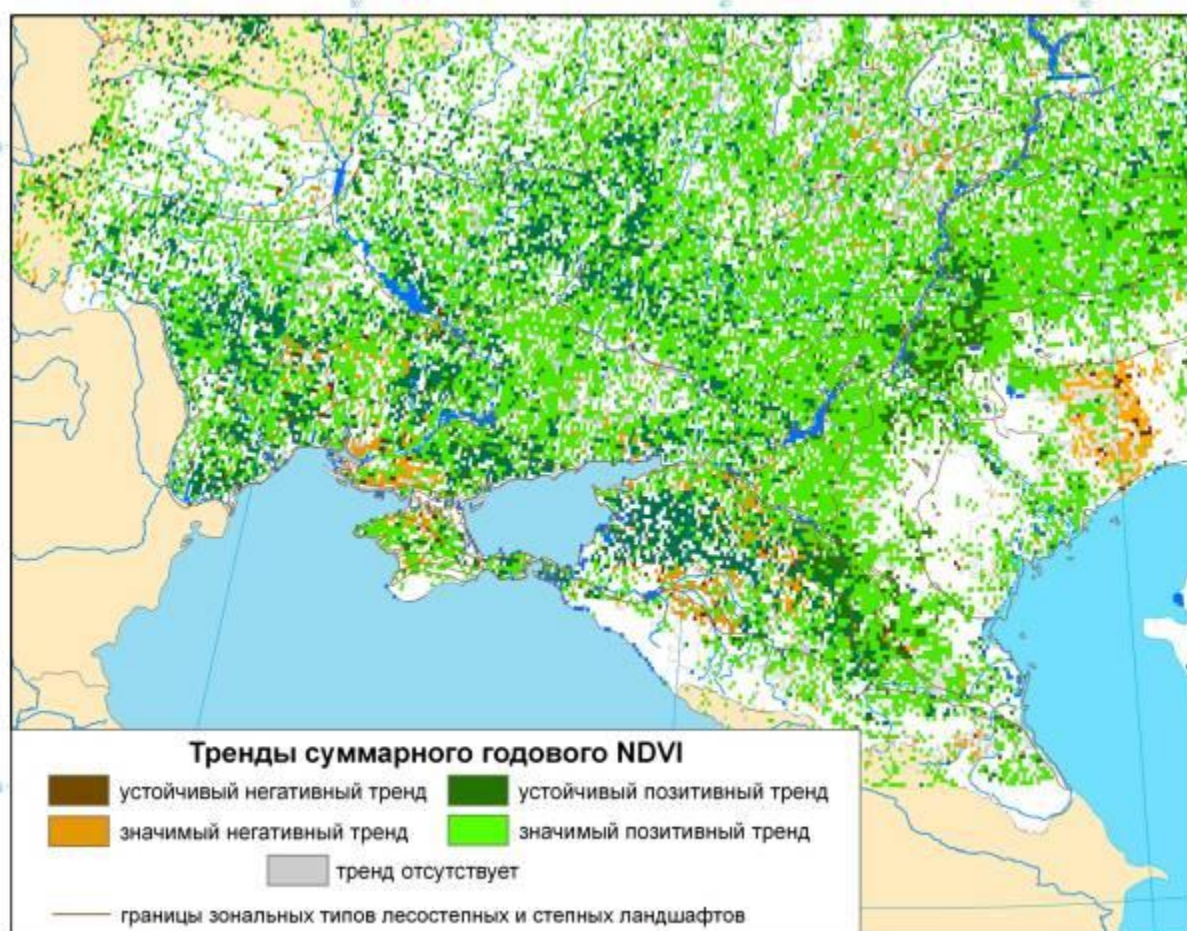 Тренды суммарного годового NDVI
устойчивый негативный тренд
устойчивый позитивный тренд
значимый негативный тренд
значимый позитивный тренд
тренд отсутствует
границы зональных типов лесостепных и степных ландшафтов